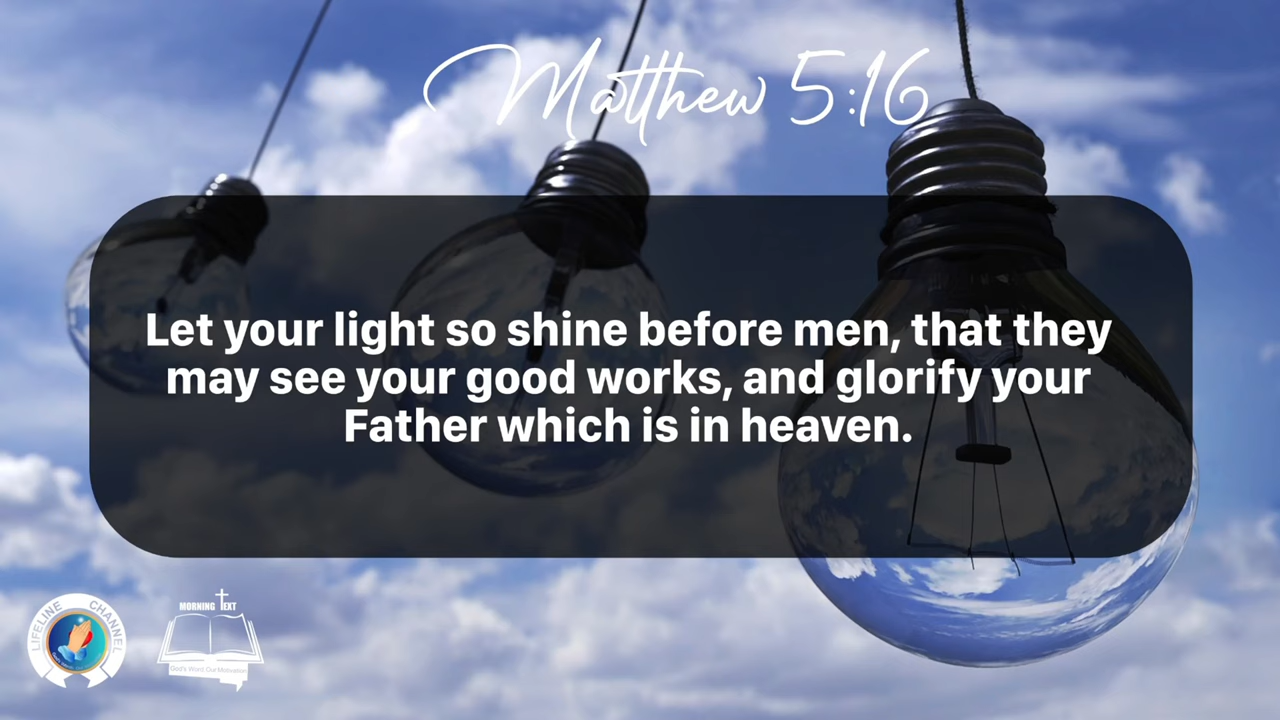 Matthew 5:16
Let your light so shine before men, that they
may see your good works, and glorify your
Father which is in heaven.
LIFELINE CHANNEL
MORNING TEXT
God's Word Our Motivation